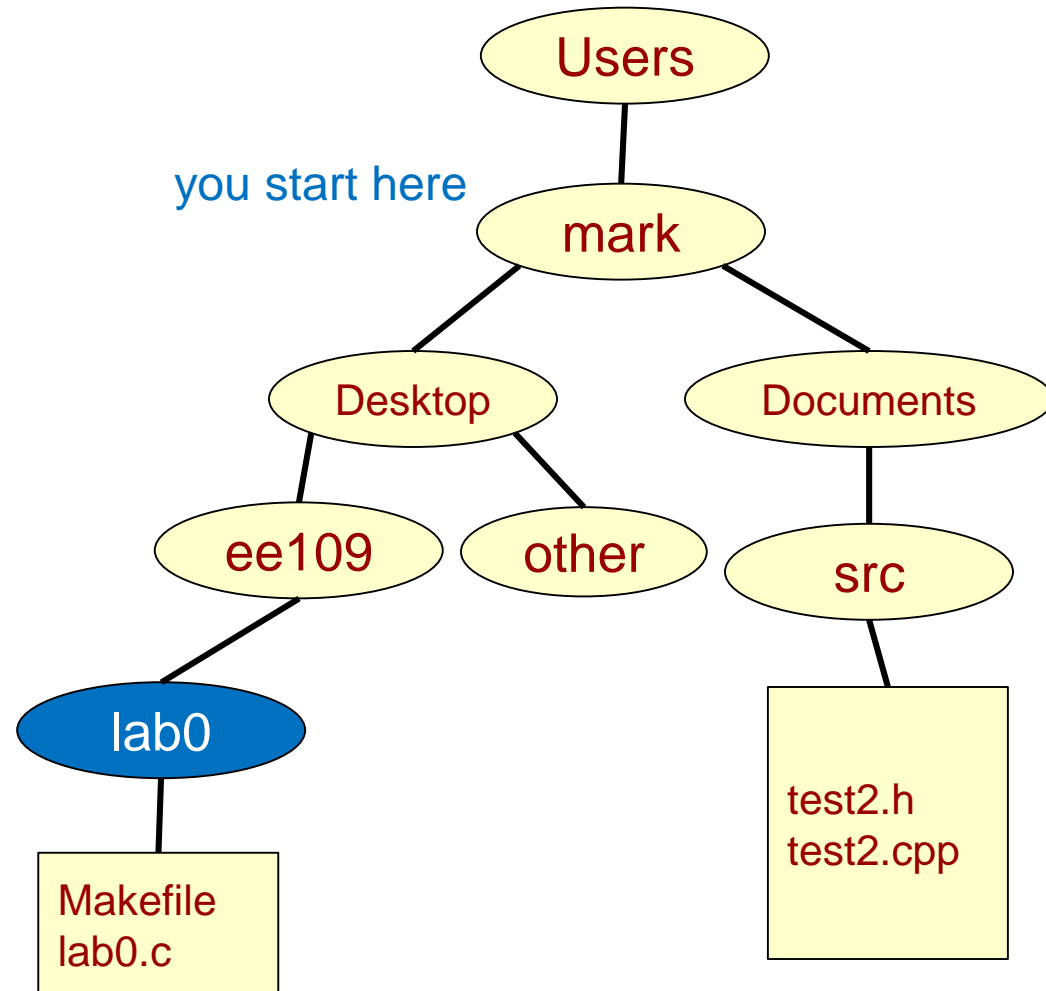 Users
you start here
mark
Desktop
Documents
ee109
other
src
lab0
test2.h
test2.cpp
Makefile
lab0.c